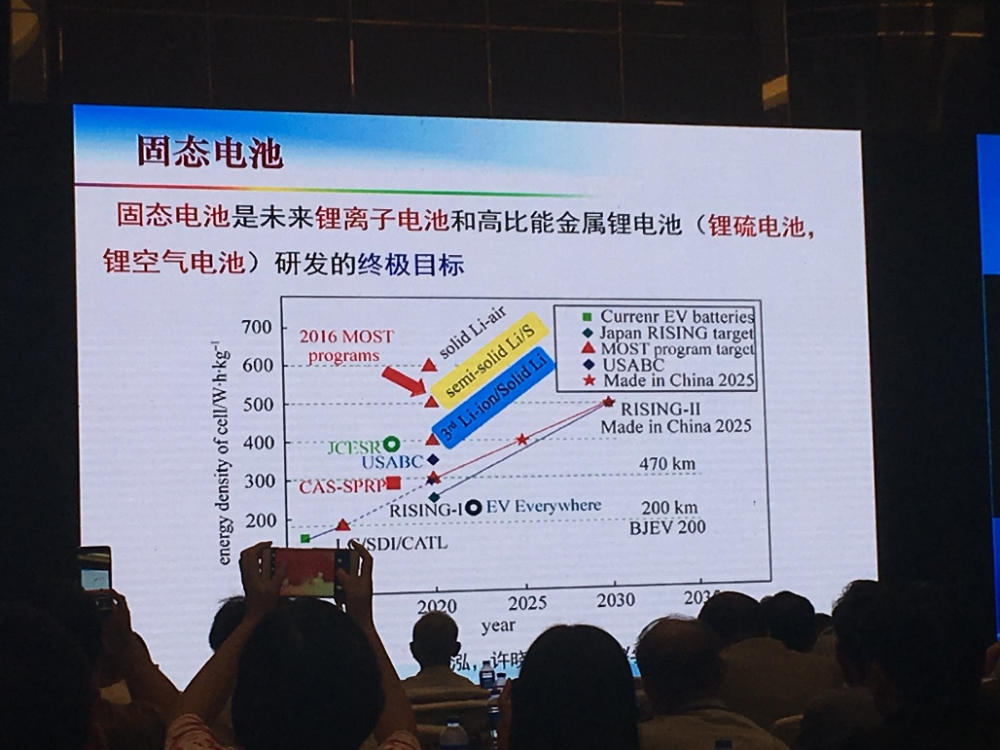 固态电池
固态电池是未来锂离子电池和高比能金属锂电池（锂硫电池，
锂空气电池）研发的终极目标
energy density of cell/W·h·kg⁻¹
700
600
500
400
300
200
2016 MOST
programs
solid Li-air
semi-solid Li/S
3rd Li-ion/Solid Li
Currenr EV batteries
Japan RISING target
MOST program target
USABC
Made in China 2025
RISING-II
Made in China 2025
JCESR
USABC
CAS-SPRP
470 km
RISING-I
EV Everywhere
200 km
BJEV 200
/SDI/CATL
2020
2025
2030
year
泓，许晓